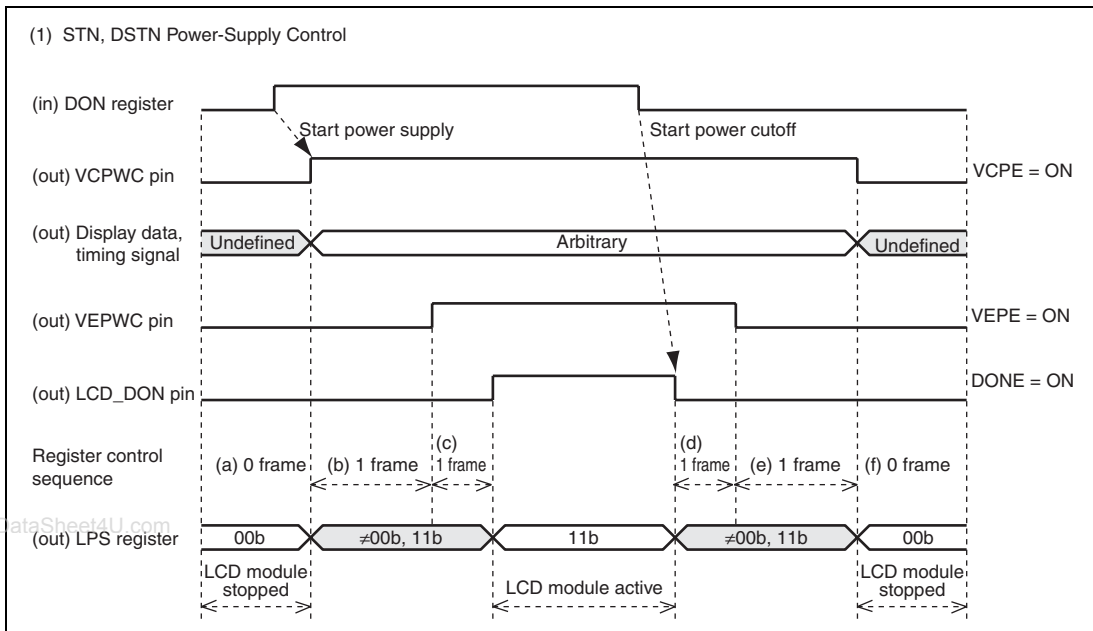 (1) STN, DSTN Power-Supply Control
(in) DON register
Start power supply
Start power cutoff
(out) VCPWC pin
VCPE = ON
(out) Display data,
timing signal
Undefined
Arbitrary
Undefined
(out) VEPWC pin
VEPE = ON
(out) LCD_DON pin
DONE = ON
Register control
sequence
(a) 0 frame
(b) 1 frame
(c)
1 frame
(d)
1 frame
(e) 1 frame
(f) 0 frame
DataSheet4U.com
(out) LPS register
00b
≠00b, 11b
11b
≠00b, 11b
00b
LCD module
stopped
LCD module active
LCD module
stopped